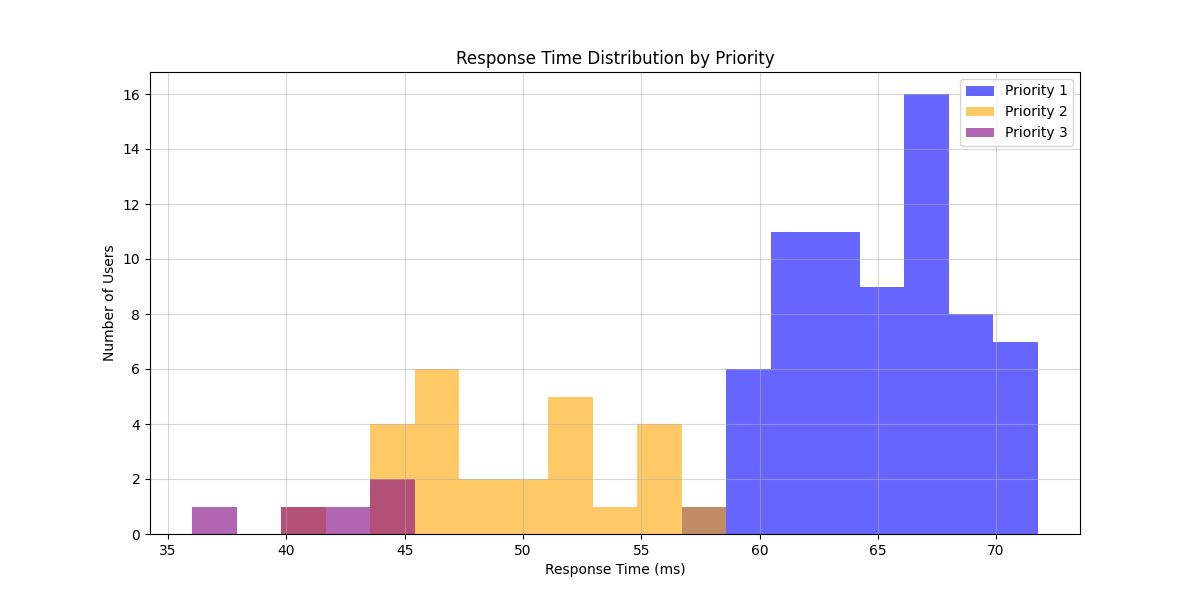 Response Time Distribution by Priority
Priority 1
Priority 2
Priority 3
16
14
12
10
8
6
4
2
0
Number of Users
35 40 45 50 55 60 65 70
Response Time (ms)